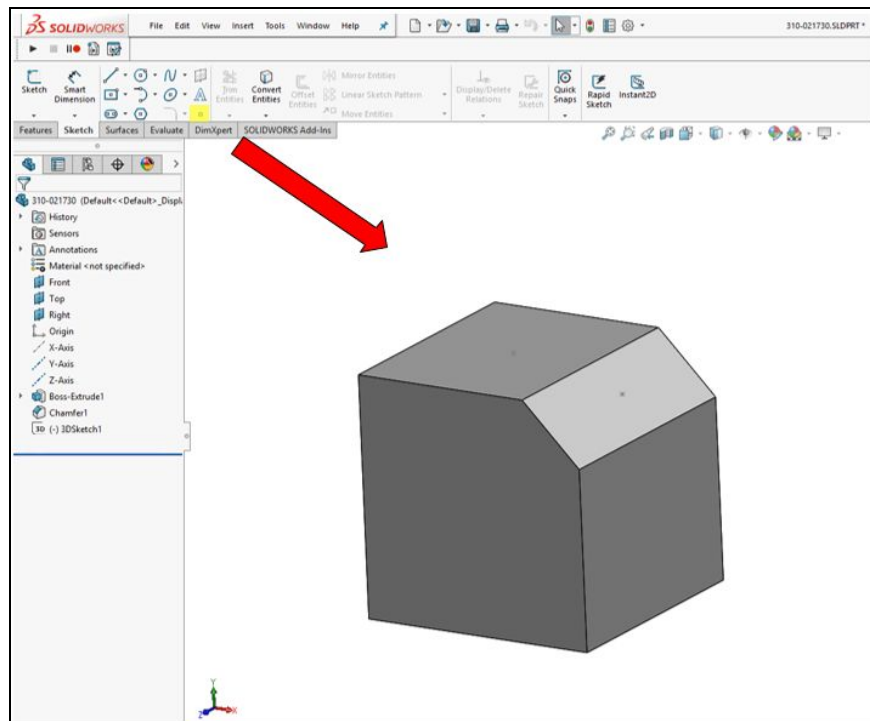 SOLIDWORKS File Edit View Insert Tools Window Help 310-021730.SLDPRT *
Sketch Smart Dimension Trim Entities Convert Entities Offset Entities Mirror Entities Linear Sketch Pattern Move Entities Display/Delete Relations Repair Sketch Quick Snaps Rapid Sketch Instant2D
Features Sketch Surfaces Evaluate DimXpert SOLIDWORKS Add-Ins
310-021730 (Default<<Default>_Displ
History
Sensors
Annotations
Material <not specified>
Front
Top
Right
Origin
X-Axis
Y-Axis
Z-Axis
Boss-Extrude1
Chamfer1
3D (-) 3DSketch1
Y
Z X